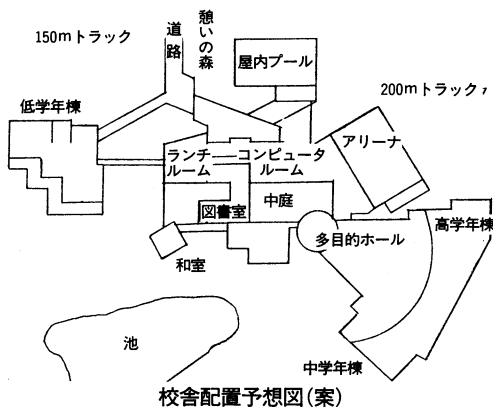 150mトラック
道路
憩いの森
屋内プール
200mトラック
低学年棟
アリーナ
ランチ
ルーム
コンピュータ
ルーム
図書室
中庭
高学年棟
多目的ホール
和室
池
中学年棟
校舎配置予想図(案)